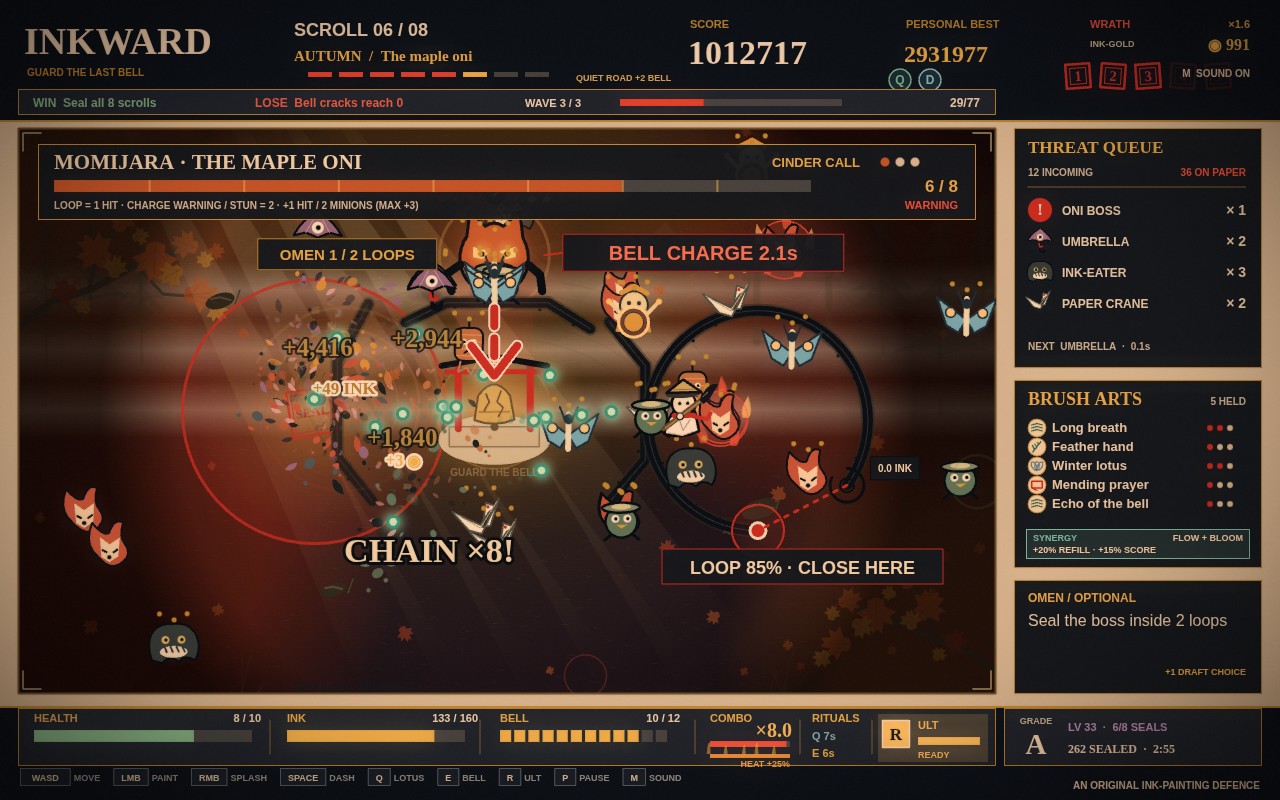 INKWARD
GUARD THE LAST BELL
SCROLL 06 / 08
AUTUMN / The maple oni
QUIET ROAD +2 BELL
SCORE
1012717
PERSONAL BEST
2931977
Q D
WRATH ×1.6
INK-GOLD 991
1 2 3
M SOUND ON
WIN Seal all 8 scrolls
LOSE Bell cracks reach 0
WAVE 3 / 3
29/77
MOMIJARA · THE MAPLE ONI
CINDER CALL
6 / 8
LOOP = 1 HIT · CHARGE WARNING / STUN = 2 · +1 HIT / 2 MINIONS (MAX +3)
WARNING
OMEN 1 / 2 LOOPS
BELL CHARGE 2.1s
+4,416
+2,944
+49 INK
+1,840
+3
GUARD THE BELL
0.0 INK
CHAIN ×8!
LOOP 85% · CLOSE HERE
THREAT QUEUE
12 INCOMING
36 ON PAPER
! ONI BOSS × 1
UMBRELLA × 2
INK-EATER × 3
PAPER CRANE × 2
NEXT UMBRELLA · 0.1s
BRUSH ARTS
5 HELD
Long breath
Feather hand
Winter lotus
Mending prayer
Echo of the bell
SYNERGY
FLOW + BLOOM
+20% REFILL · +15% SCORE
OMEN / OPTIONAL
Seal the boss inside 2 loops
+1 DRAFT CHOICE
HEALTH 8 / 10
INK 133 / 160
BELL 10 / 12
COMBO
×8.0
HEAT +25%
RITUALS
Q 7s
E 6s
R
ULT
READY
GRADE
A
LV 33 · 6/8 SEALS
262 SEALED · 2:55
WASD MOVE
LMB PAINT
RMB SPLASH
SPACE DASH
Q LOTUS
E BELL
R ULT
P PAUSE
M SOUND
AN ORIGINAL INK-PAINTING DEFENCE